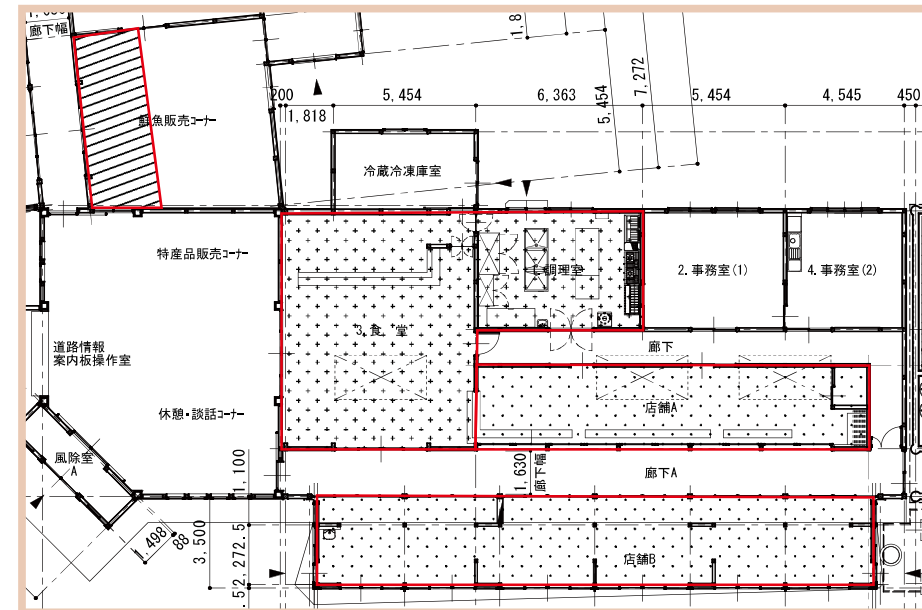 廊下幅
1,8
7,272
200
5,454
6,363
5,454
5,454
4,545
450
1,818
鮮魚販売コーナー
冷蔵冷凍庫室
特産品販売コーナー
1.調理室
2.事務室(1)
4.事務室(2)
3.食 堂
道路情報
案内板操作室
廊下
休憩・談話コーナー
店舗A
風除室
A
1,100
1,630
廊下幅
廊下A
3,500
88
店舗B